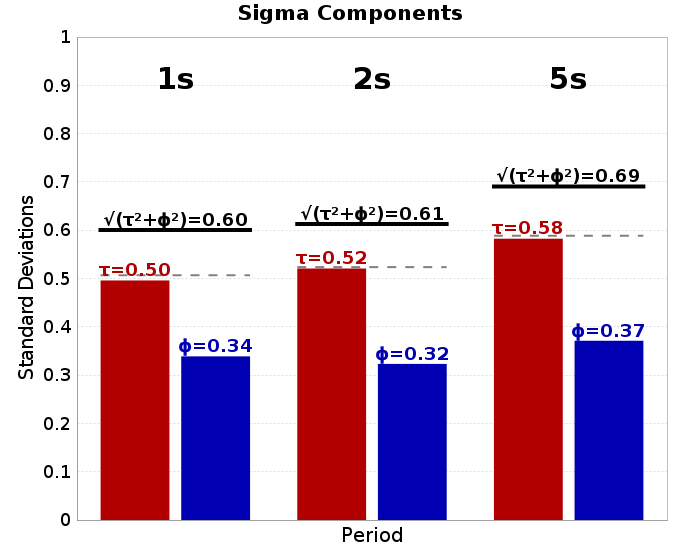 Sigma Components
1
0.9
0.8
0.7
0.6
0.5
0.4
0.3
0.2
0.1
0
Standard Deviations
1s
2s
5s
√(τ²+ϕ²)=0.60
√(τ²+ϕ²)=0.61
√(τ²+ϕ²)=0.69
τ=0.50
τ=0.52
τ=0.58
ϕ=0.34
ϕ=0.32
ϕ=0.37
Period